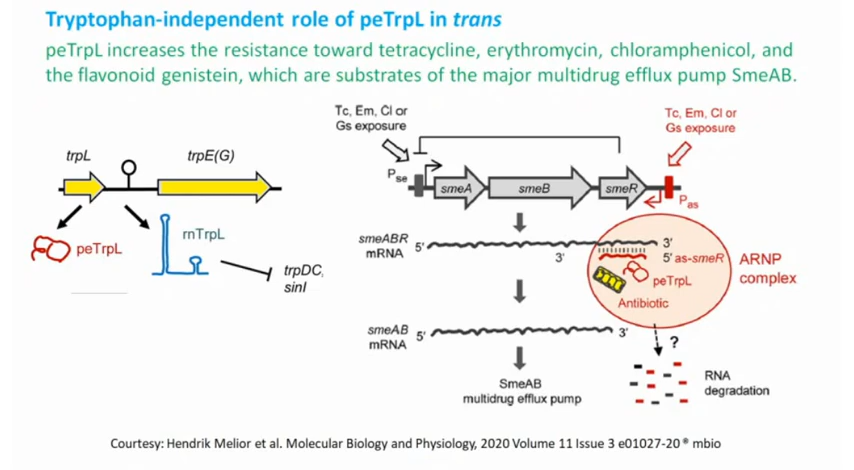 Tryptophan-independent role of peTrpL in trans
peTrpL increases the resistance toward tetracycline, erythromycin, chloramphenicol, and
the flavonoid genistein, which are substrates of the major multidrug efflux pump SmeAB.
trpL
trpE(G)
peTrpL
rnTrpL
trpDC,
sinI
Tc, Em, Cl or
Gs exposure
Tc, Em, Cl or
Gs exposure
Pse
smeA
smeB
smeR
Pas
smeABR
mRNA
5'
3'
3'
5' as-smeR
peTrpL
Antibiotic
ARNP
complex
smeAB
mRNA
5'
3'
?
RNA
degradation
SmeAB
multidrug efflux pump
Courtesy: Hendrik Melior et al. Molecular Biology and Physiology, 2020 Volume 11 Issue 3 e01027-20 ® mbio